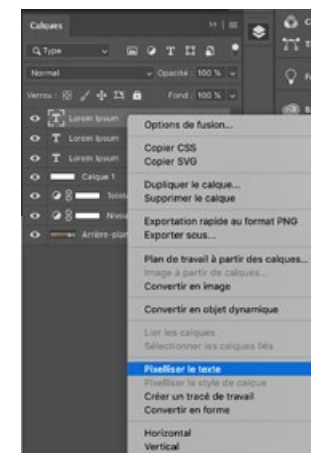 Calques
Type
Normal
Opacité : 100 %
Verrou :
Fond : 100 %
Lorem Ipsum
Lorem Ipsum
Lorem Ipsum
Calque 1
Teinte
Nivea
Arrière-plan
Options de fusion...
Copier CSS
Copier SVG
Dupliquer le calque...
Supprimer le calque
Exportation rapide au format PNG
Exporter sous...
Plan de travail à partir des calques...
Image à partir de calques...
Convertir en image
Convertir en objet dynamique
Lier les calques
Sélectionner les calques liés
Pixelliser le texte
Pixelliser le style de calque
Créer un tracé de travail
Convertir en forme
Horizontal
Vertical